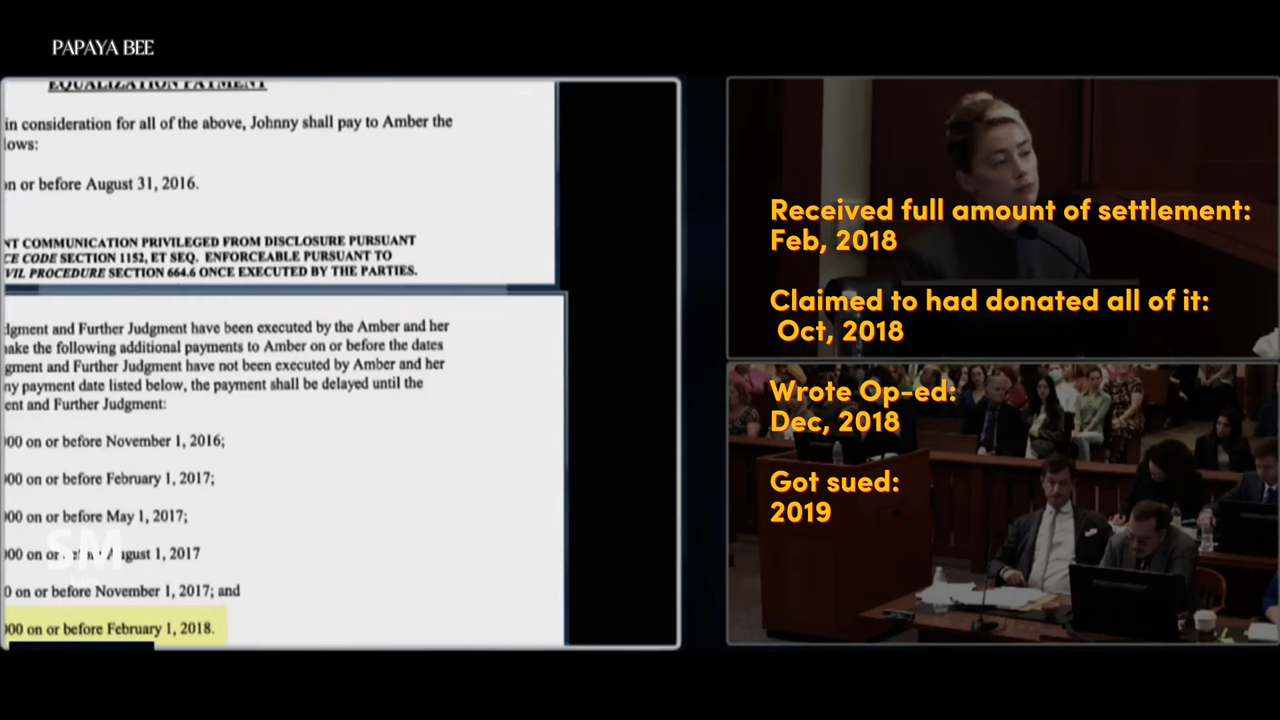 PAPAYA BEE
EQUALIZATION PAYMENT
in consideration for all of the above, Johnny shall pay to Amber the
lows:
n or before August 31, 2016.
NT COMMUNICATION PRIVILEGED FROM DISCLOSURE PURSUANT
CE CODE SECTION 1152, ET SEQ. ENFORCEABLE PURSUANT TO
VIL PROCEDURE SECTION 664.6 ONCE EXECUTED BY THE PARTIES.
dgment and Further Judgment have been executed by the Amber and her
ake the following additional payments to Amber on or before the dates
gment and Further Judgment have not been executed by Amber and her
ny payment date listed below, the payment shall be delayed until the
ent and Further Judgment:
00 on or before November 1, 2016;
00 on or before February 1, 2017;
000 on or before May 1, 2017;
SM
000 on or August 1, 2017
0 on or before November 1, 2017; and
000 on or before February 1, 2018.
Received full amount of settlement:
Feb, 2018
Claimed to had donated all of it:
Oct, 2018
Wrote Op-ed:
Dec, 2018
Got sued:
2019